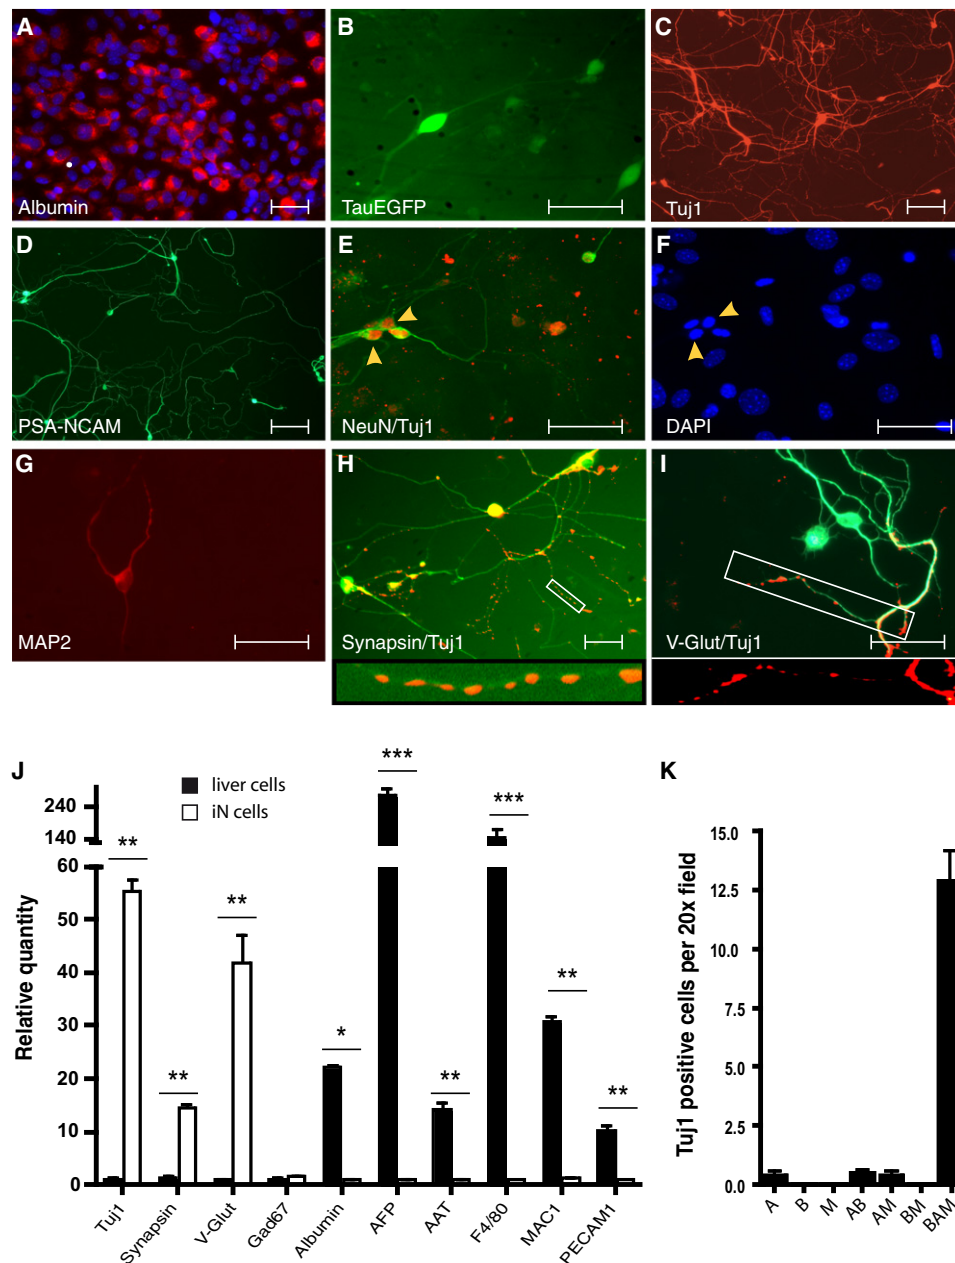 A
B
C
Albumin
TauEGFP
Tuj1
D
E
F
PSA-NCAM
NeuN/Tuj1
DAPI
G
H
I
MAP2
Synapsin/Tuj1
V-Glut/Tuj1
J
K
liver cells
iN cells
***
***
**
**
**
*
**
**
**
240
140
60
50
40
30
20
10
0
Relative quantity
Tuj1
Synapsin
V-Glut
Gad67
Albumin
AFP
AAT
F4/80
MAC1
PECAM1
15.0
12.5
10.0
7.5
5.0
2.5
0.0
Tuj1 positive cells per 20x field
A
B
M
AB
AM
BM
BAM